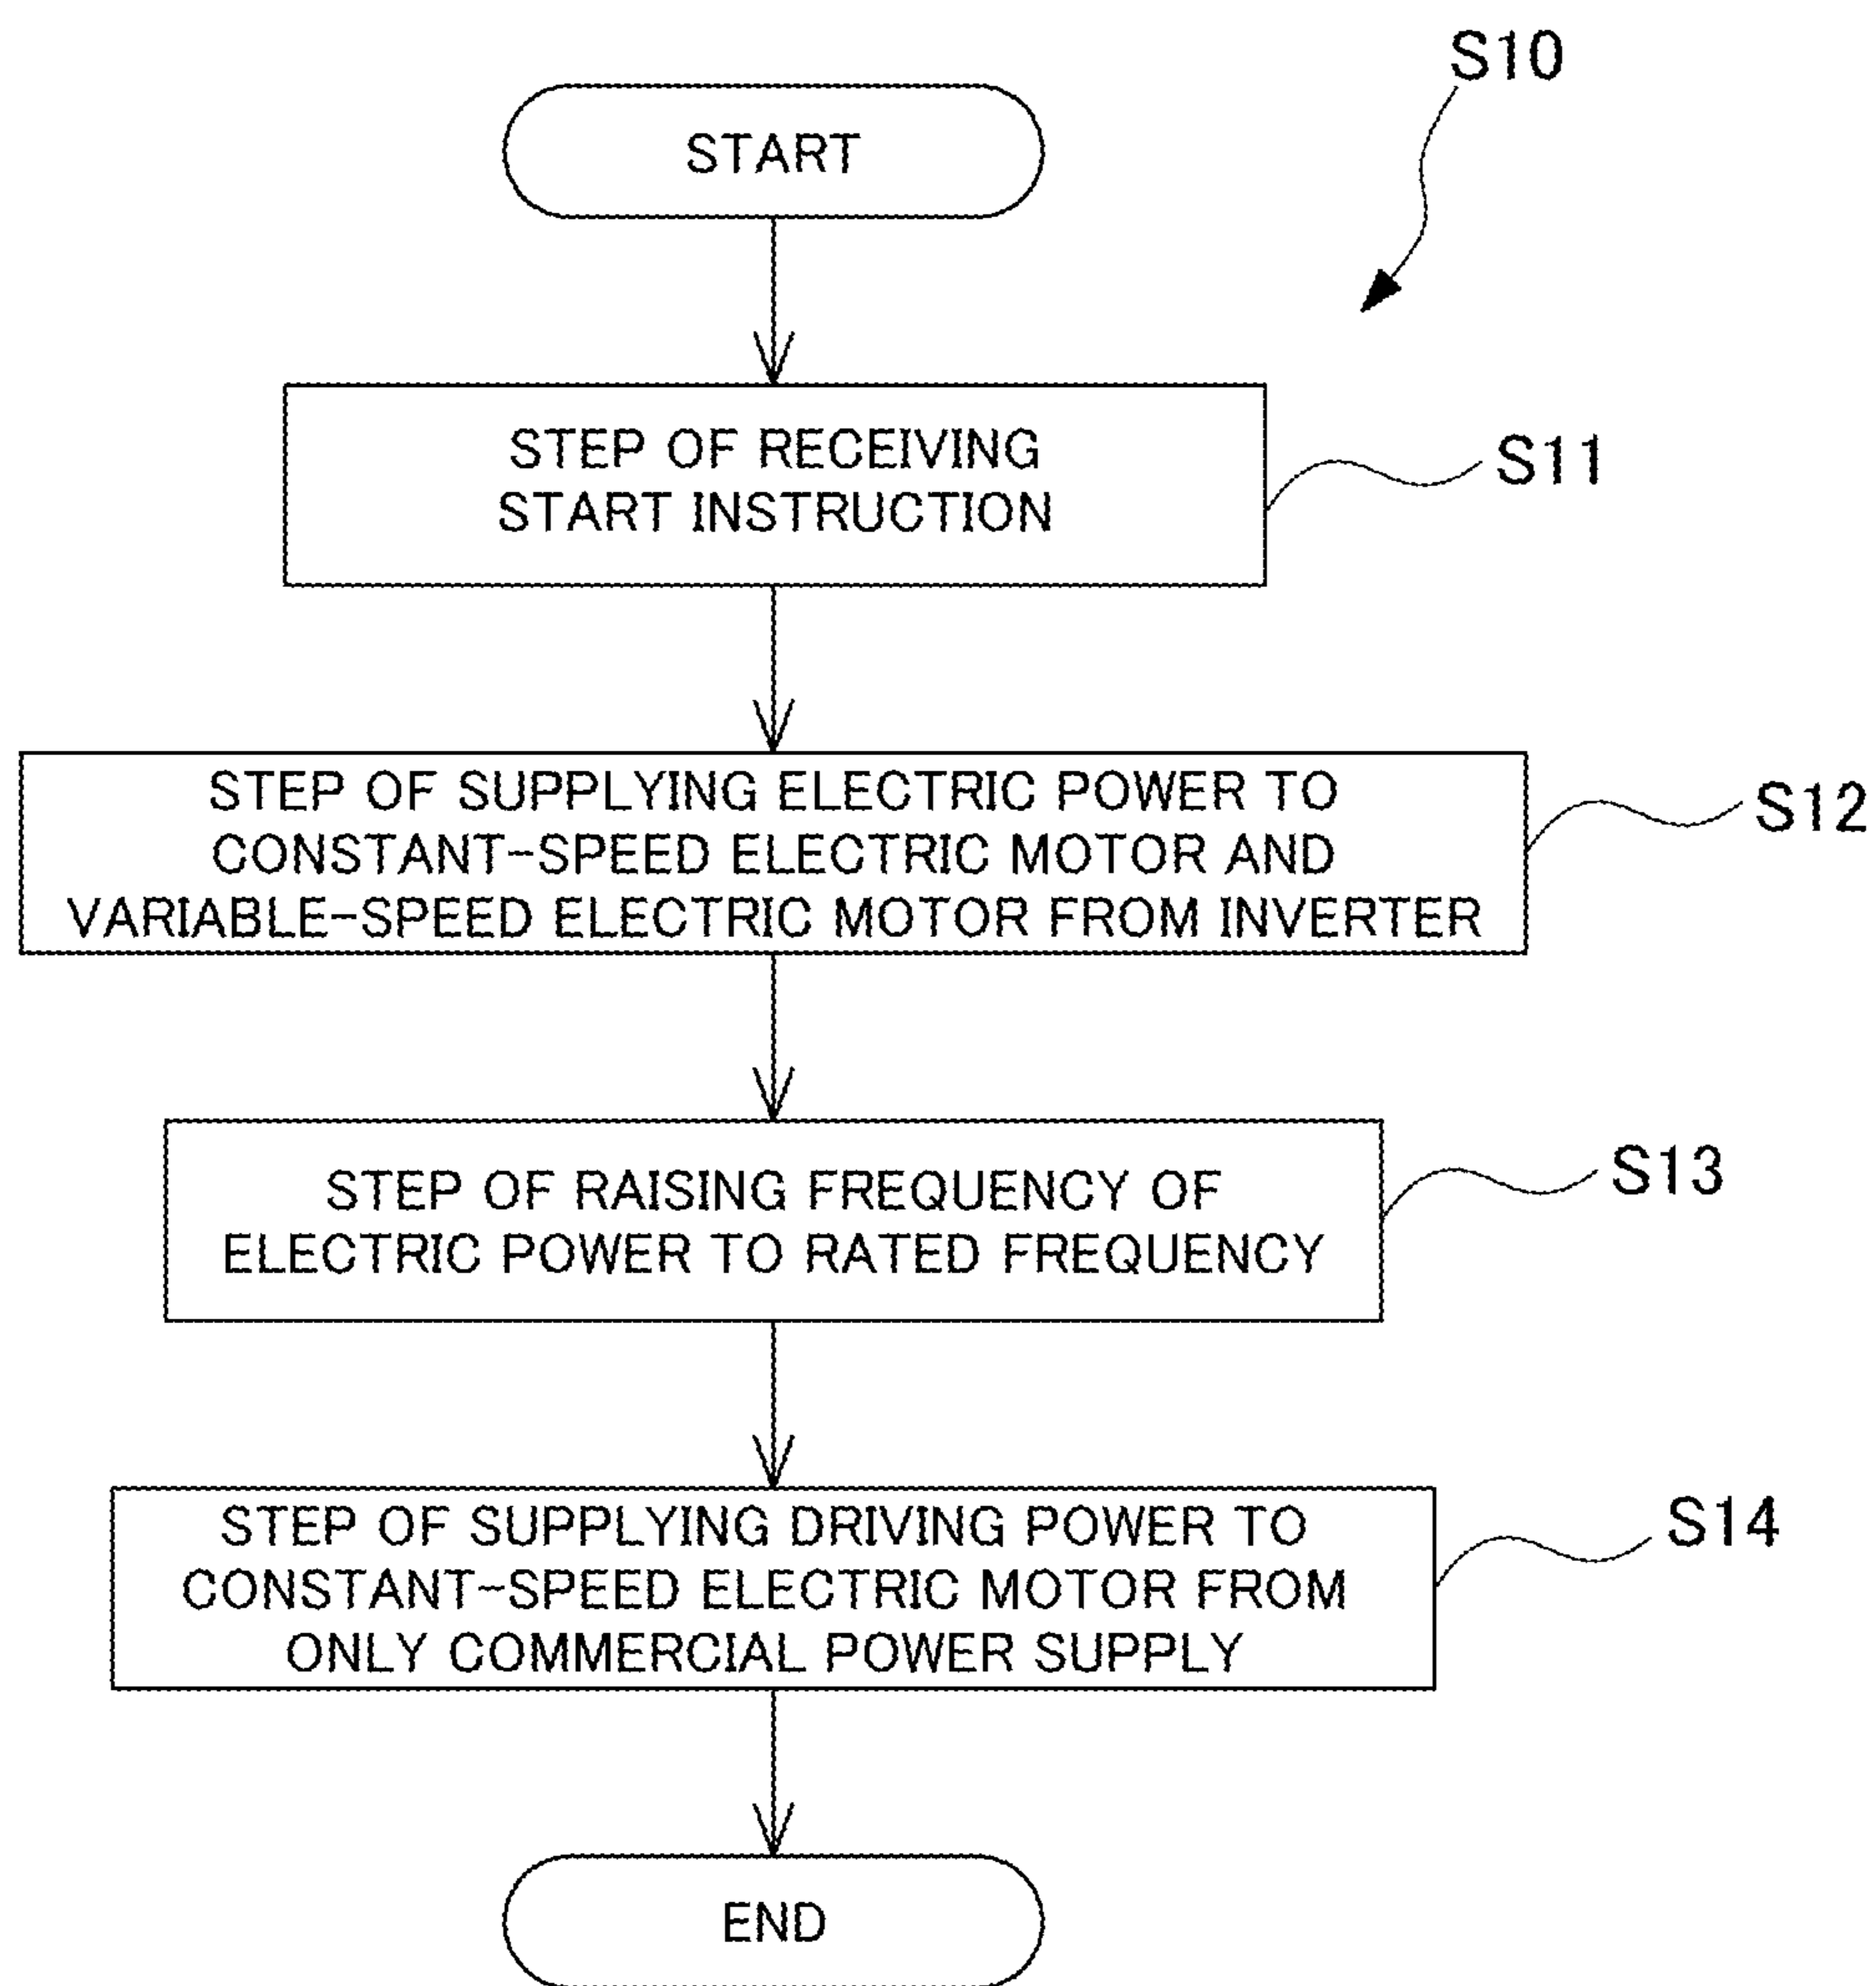 S10
START
STEP OF RECEIVING
START INSTRUCTION
S11
STEP OF SUPPLYING ELECTRIC POWER TO
CONSTANT-SPEED ELECTRIC MOTOR AND
VARIABLE-SPEED ELECTRIC MOTOR FROM INVERTER
S12
STEP OF RAISING FREQUENCY OF
ELECTRIC POWER TO RATED FREQUENCY
S13
STEP OF SUPPLYING DRIVING POWER TO
CONSTANT-SPEED ELECTRIC MOTOR FROM
ONLY COMMERCIAL POWER SUPPLY
S14
END